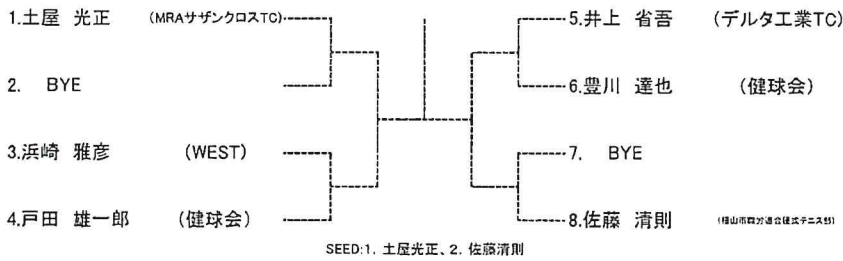 1.土屋 光正 (MRAサザンクロスTC)
2. BYE
3.浜崎 雅彦 (WEST)
4.戸田 雄一郎 (健球会)
5.井上 省吾 (デルタ工業TC)
6.豊川 達也 (健球会)
7. BYE
8.佐藤 清則
SEED:1. 土屋光正、2. 佐藤清則